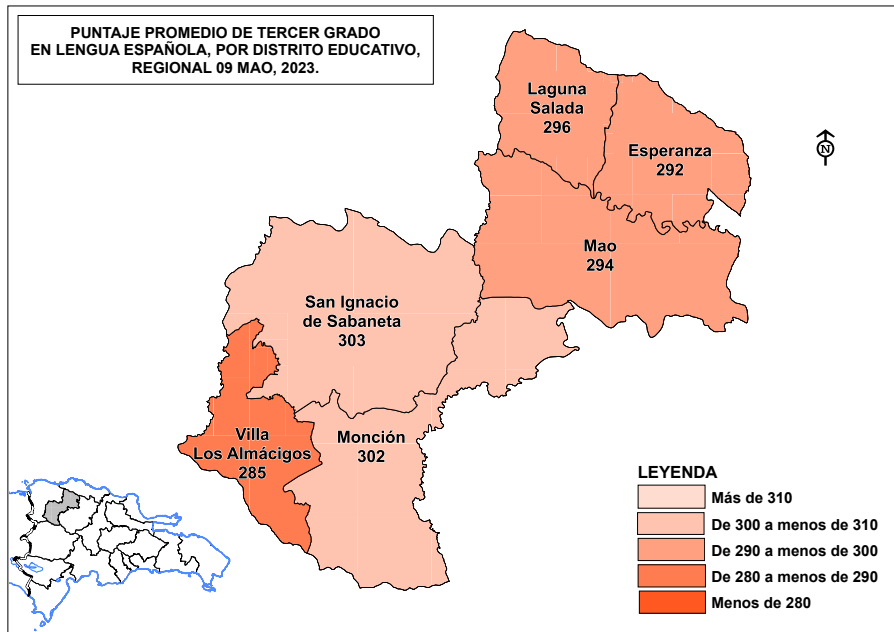 PUNTAJE PROMEDIO DE TERCER GRADO
EN LENGUA ESPAÑOLA, POR DISTRITO EDUCATIVO,
REGIONAL 09 MAO, 2023.
Laguna
Salada
296
Esperanza
292
N
Mao
294
San Ignacio
de Sabaneta
303
Villa
Los Almácigos
285
Monción
302
LEYENDA
Más de 310
De 300 a menos de 310
De 290 a menos de 300
De 280 a menos de 290
Menos de 280